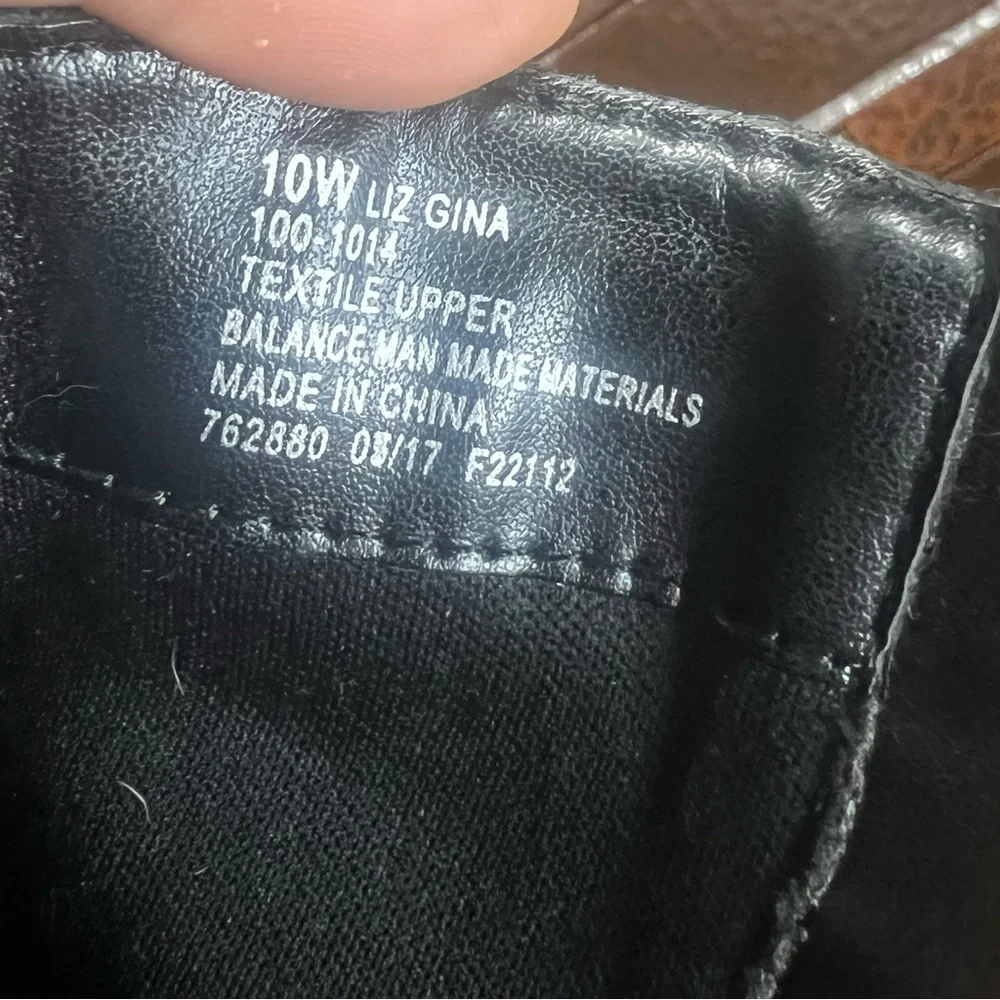 10W LIZ GINA
100-1014
TEXTILE UPPER
BALANCE MAN MADE MATERIALS
MADE IN CHINA
762880 08/17 F22112